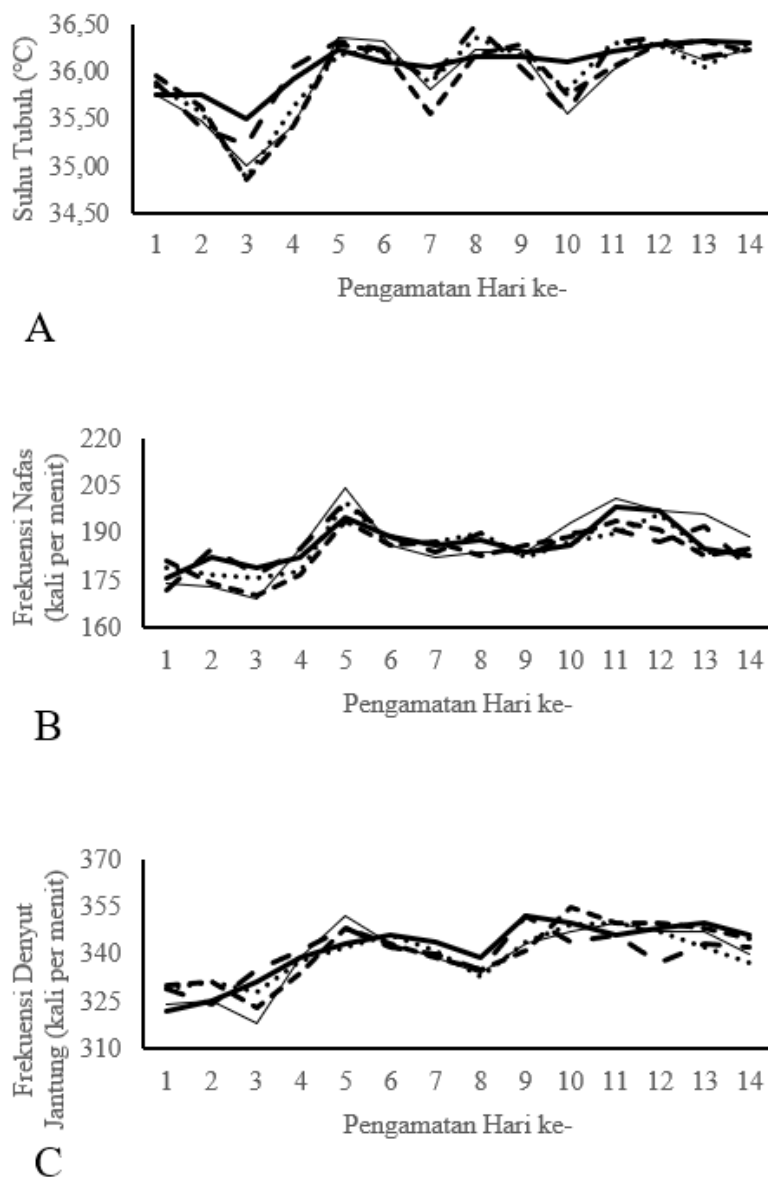 Suhu Tubuh (°C)
36,50
36,00
35,50
35,00
34,50
1 2 3 4 5 6 7 8 9 10 11 12 13 14
Pengamatan Hari ke-
A
Frekuensi Nafas
(kali per menit)
220
205
190
175
160
1 2 3 4 5 6 7 8 9 10 11 12 13 14
Pengamatan Hari ke-
B
Frekuensi Denyut
Jantung (kali per menit)
370
355
340
325
310
1 2 3 4 5 6 7 8 9 10 11 12 13 14
Pengamatan Hari ke-
C